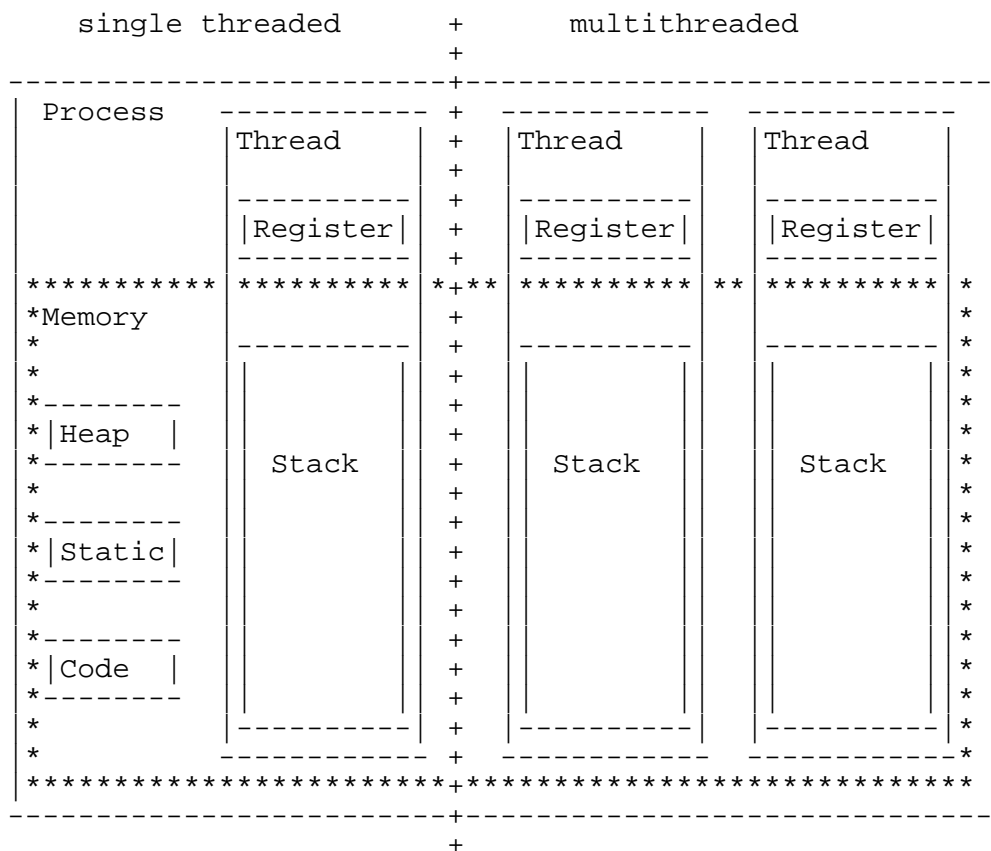 single threaded + multithreaded
Process
Thread Thread Thread
Register Register Register
Memory
Heap
Stack Stack Stack
Static
Code